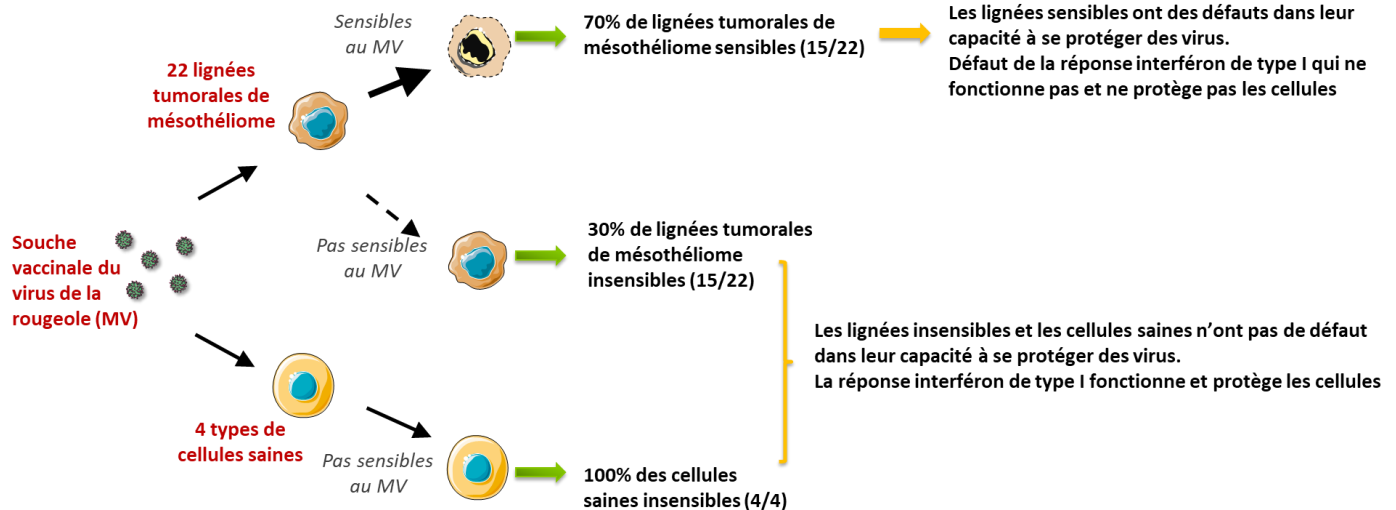 Souche
vaccinale du
virus de la
rougeole (MV)
22 lignées
tumorales de
mésothéliome
Sensibles
au MV
70% de lignées tumorales de
mésothéliome sensibles (15/22)
Les lignées sensibles ont des défauts dans leur
capacité à se protéger des virus.
Défaut de la réponse interféron de type I qui ne
fonctionne pas et ne protège pas les cellules
Pas sensibles
au MV
30% de lignées tumorales
de mésothéliome
insensibles (15/22)
4 types de
cellules saines
Pas sensibles
au MV
100% des cellules
saines insensibles (4/4)
Les lignées insensibles et les cellules saines n'ont pas de défaut
dans leur capacité à se protéger des virus.
La réponse interféron de type I fonctionne et protège les cellules